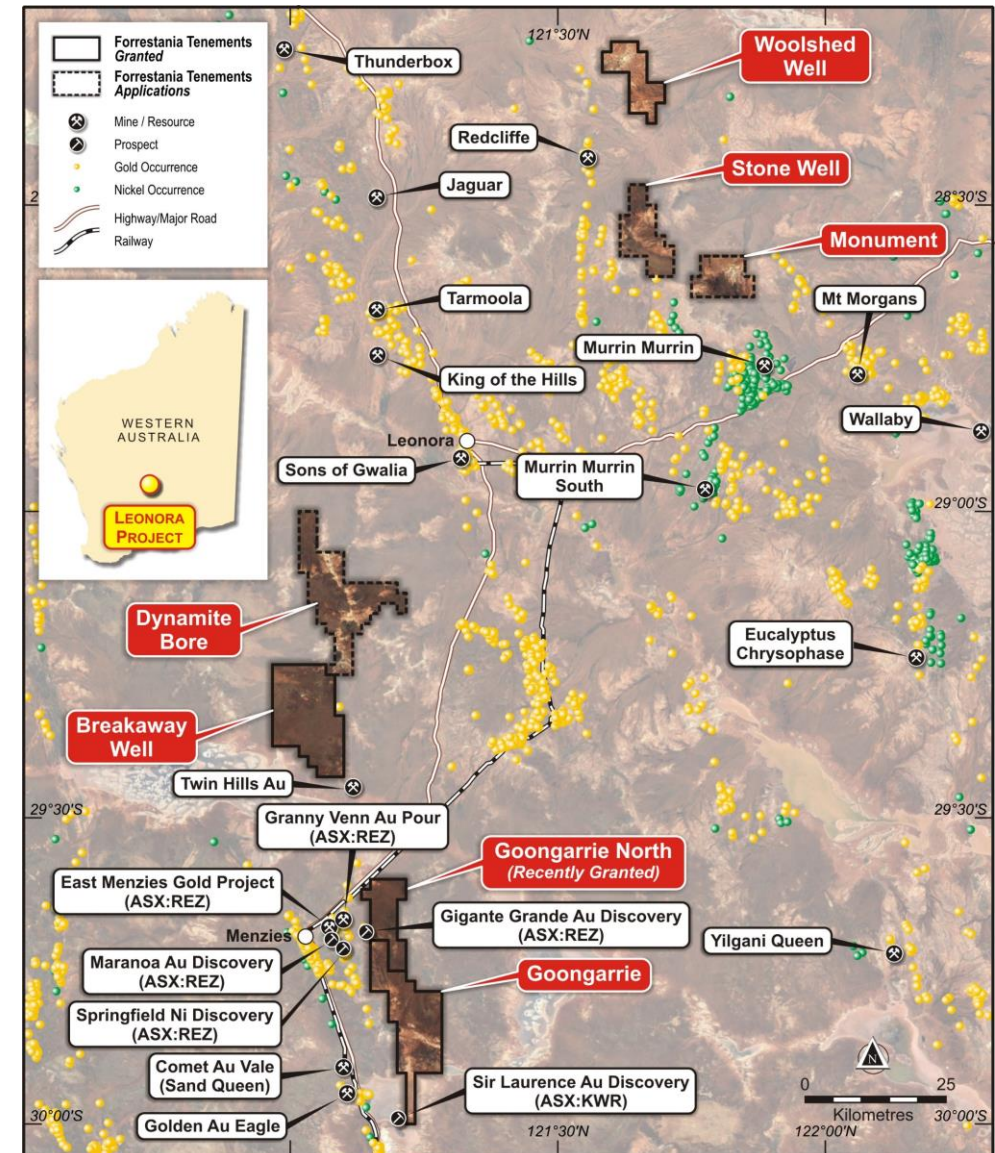 Forrestania Tenements
Granted
Forrestania Tenements
Applications
Mine / Resource
Prospect
Gold Occurrence
Nickel Occurrence
Highway/Major Road
Railway
WESTERN
AUSTRALIA
LEONORA
PROJECT
121°30'N
Woolshed
Well
Thunderbox
Redcliffe
Stone Well
Jaguar
28°30'S
Monument
Tarmoola
Mt Morgans
Murrin Murrin
King of the Hills
Wallaby
Leonora
Sons of Gwalia
Murrin Murrin
South
29°00'S
Dynamite
Bore
Eucalyptus
Chrysophase
Breakaway
Well
Twin Hills Au
29°30'S
29°30'S
Granny Venn Au Pour
(ASX:REZ)
Goongarrie North
(Recently Granted)
East Menzies Gold Project
(ASX:REZ)
Gigante Grande Au Discovery
(ASX:REZ)
Menzies
Yilgani Queen
Maranoa Au Discovery
(ASX:REZ)
Goongarrie
Springfield Ni Discovery
(ASX:REZ)
Comet Au Vale
(Sand Queen)
Sir Laurence Au Discovery
(ASX:KWR)
Golden Au Eagle
N
0 25
Kilometres
30°00'S
30°00'S
121°30'N
122°00'N